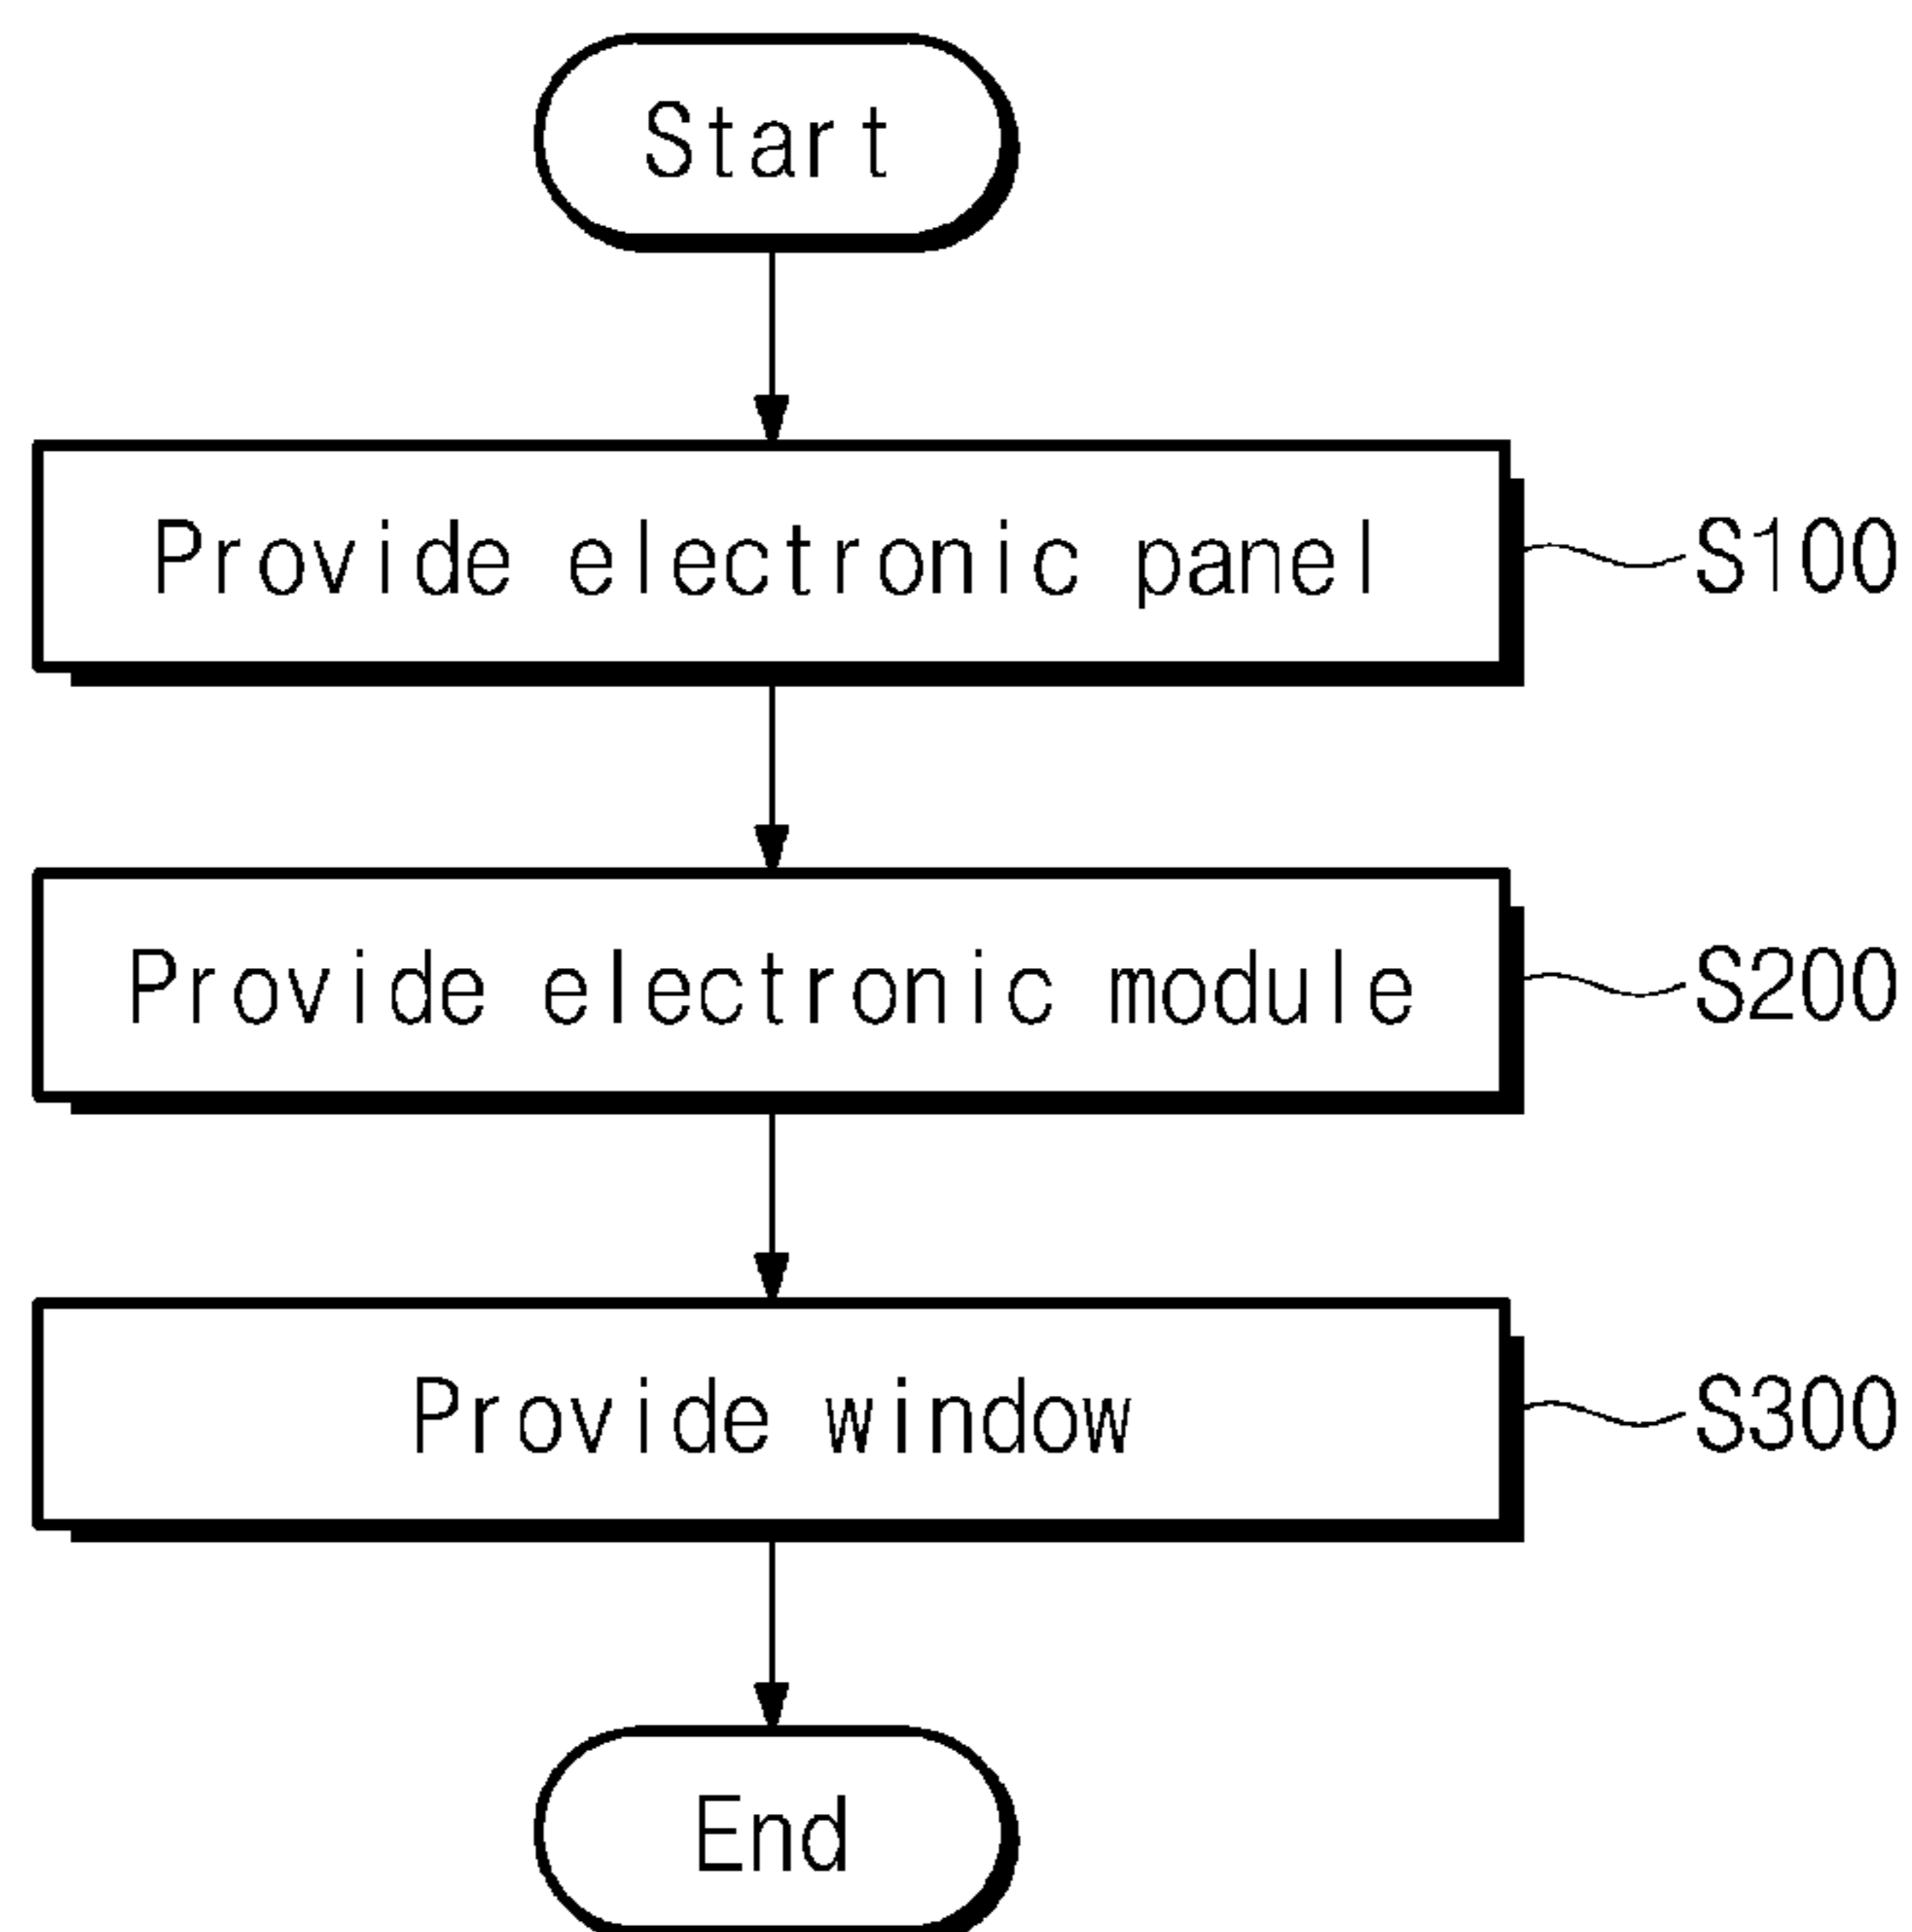 Start
Provide electronic panel
S100
Provide electronic module
S200
Provide window
S300
End